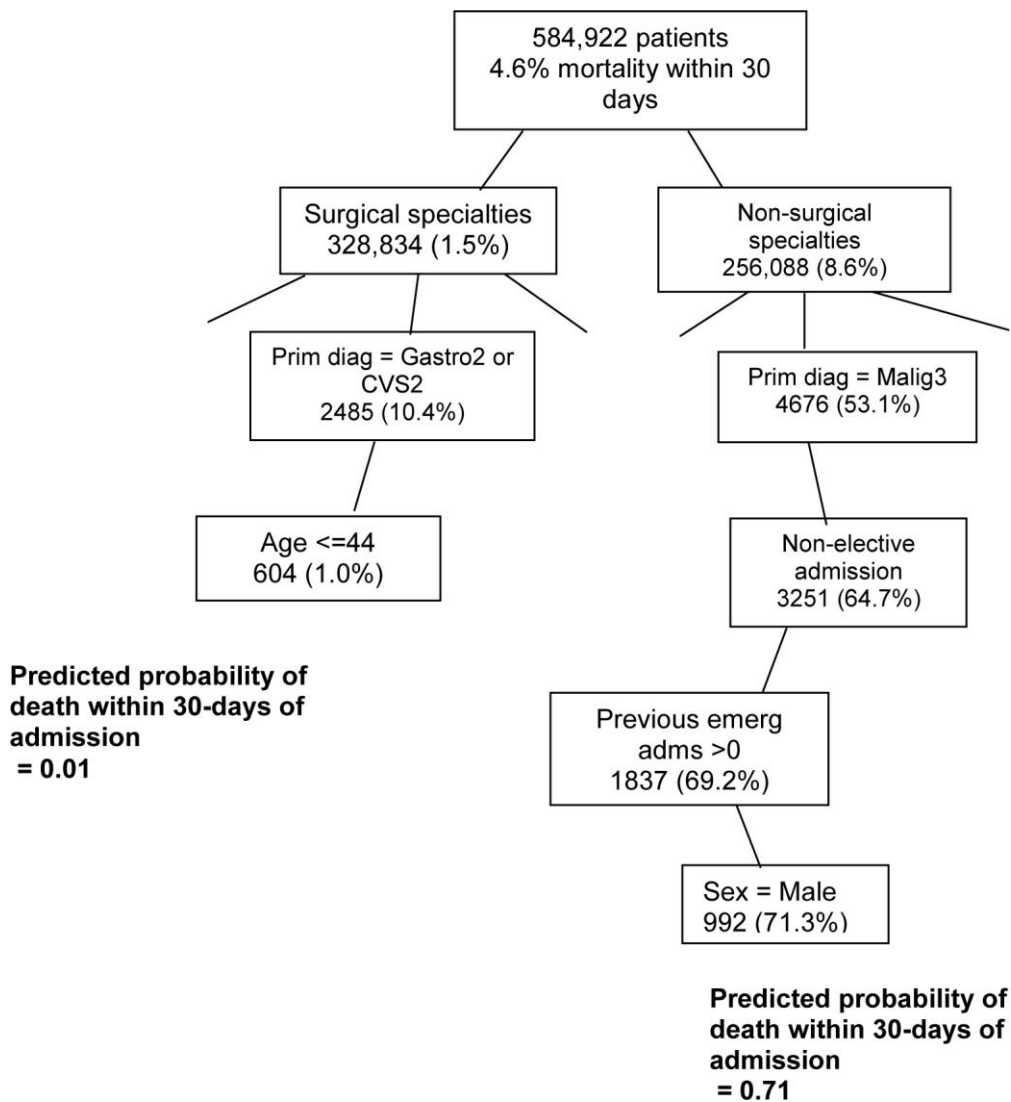 584,922 patients
4.6% mortality within 30
days
Surgical specialties
328,834 (1.5%)
Non-surgical
specialties
256,088 (8.6%)
Prim diag = Gastro2 or
CVS2
2485 (10.4%)
Prim diag = Malig3
4676 (53.1%)
Age <=44
604 (1.0%)
Non-elective
admission
3251 (64.7%)
Predicted probability of
death within 30-days of
admission
= 0.01
Previous emerg
adms >0
1837 (69.2%)
Sex = Male
992 (71.3%)
Predicted probability of
death within 30-days of
admission
= 0.71